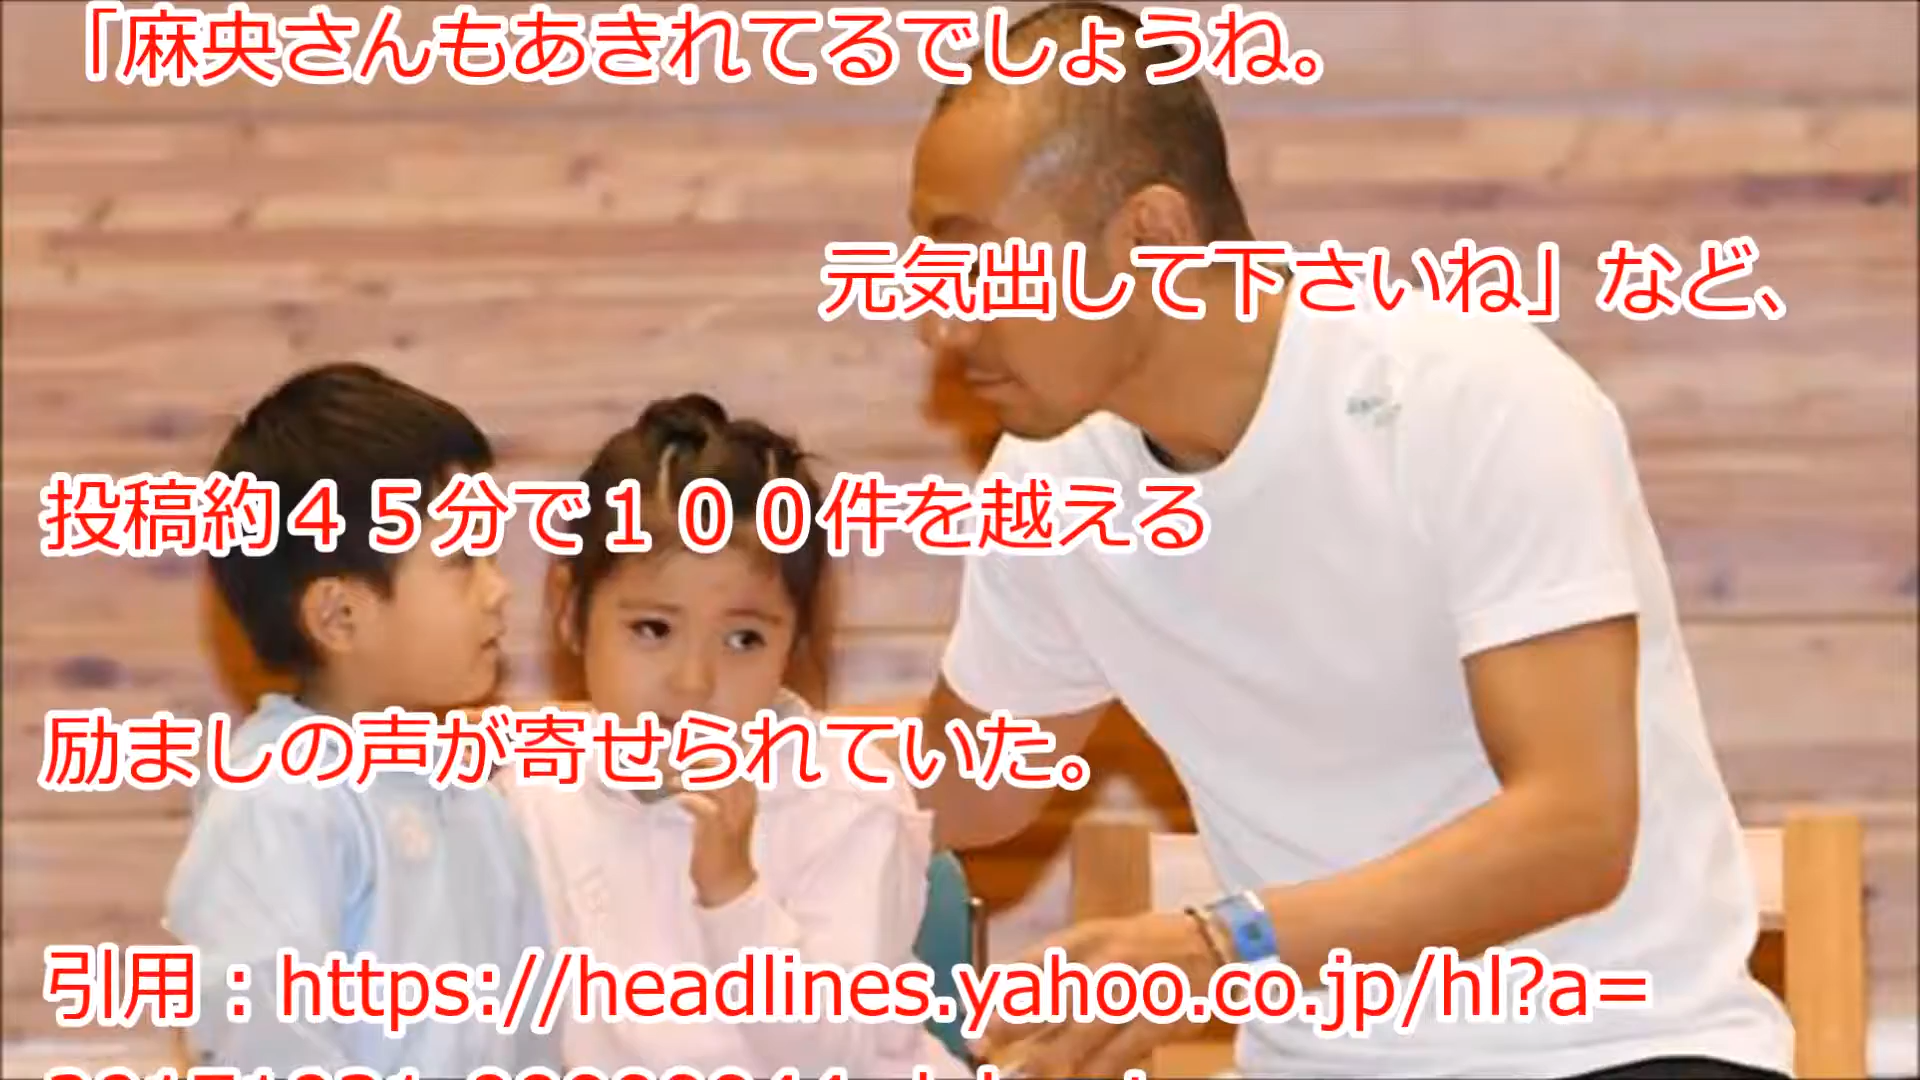 「麻央さんもあきれてるでしょうね。
元気出して下さいね」など、
投稿約４５分で１００件を越える
励ましの声が寄せられていた。
引用：https://headlines.yahoo.co.jp/hl?a=